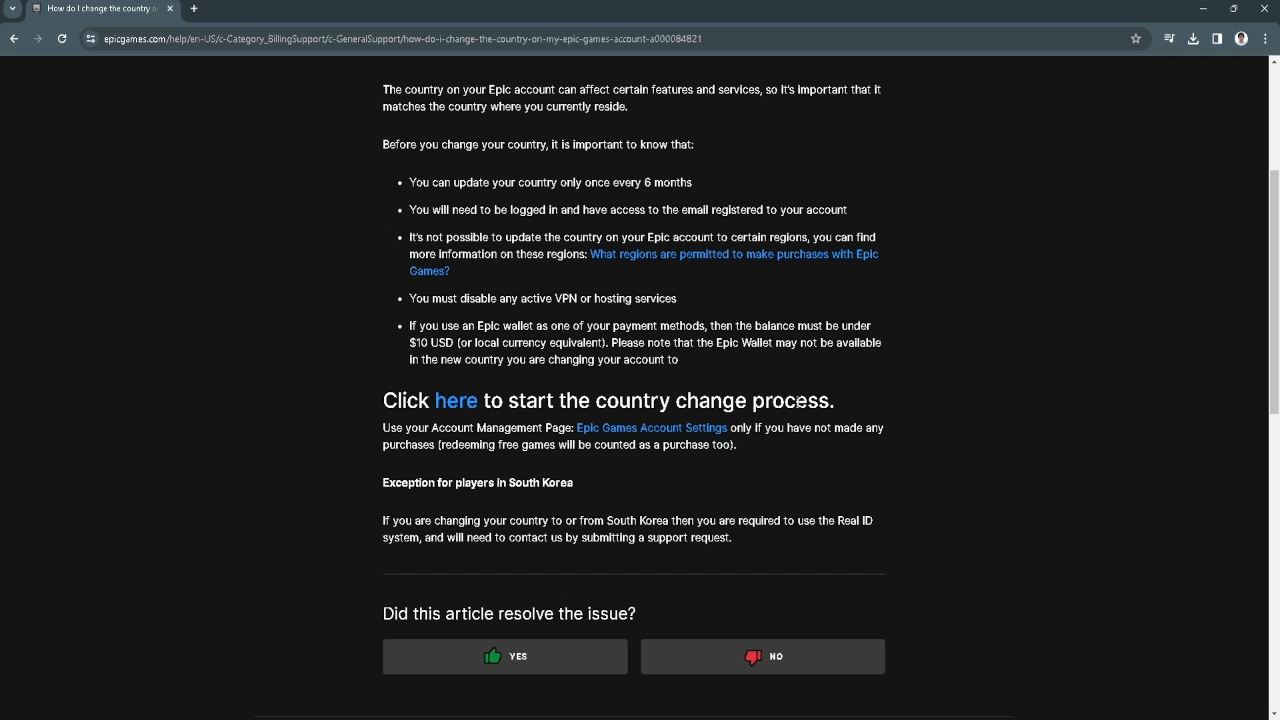 How do I change the country o
epicgames.com/help/en-US/c-Category_BillingSupport/c-GeneralSupport/how-do-i-change-the-country-on-my-epic-games-account-a000084821
The country on your Epic account can affect certain features and services, so it's important that it
matches the country where you currently reside.
Before you change your country, it is important to know that:
• You can update your country only once every 6 months
• You will need to be logged in and have access to the email registered to your account
• It's not possible to update the country on your Epic account to certain regions, you can find
more information on these regions: What regions are permitted to make purchases with Epic
Games?
• You must disable any active VPN or hosting services
• If you use an Epic wallet as one of your payment methods, then the balance must be under
$10 USD (or local currency equivalent). Please note that the Epic Wallet may not be available
in the new country you are changing your account to
Click here to start the country change process.
Use your Account Management Page: Epic Games Account Settings only if you have not made any
purchases (redeeming free games will be counted as a purchase too).
Exception for players in South Korea
If you are changing your country to or from South Korea then you are required to use the Real ID
system, and will need to contact us by submitting a support request.
Did this article resolve the issue?
YES
NO